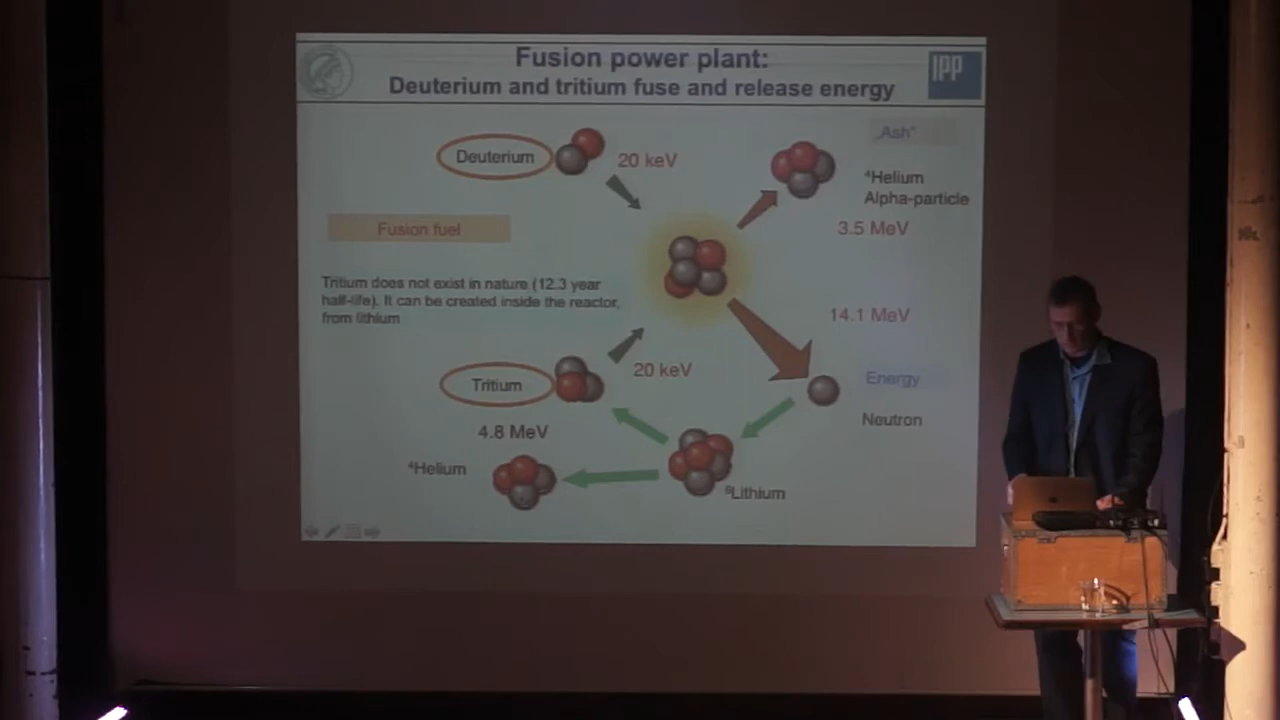 Fusion power plant:
Deuterium and tritium fuse and release energy
IPP
Deuterium
20 keV
„Ash"
⁴Helium
Alpha-particle
3.5 MeV
Fusion fuel
Tritium does not exist in nature (12.3 year
half-life). It can be created inside the reactor,
from lithium
14.1 MeV
20 keV
Tritium
Energy
Neutron
4.8 MeV
⁴Helium
⁶Lithium